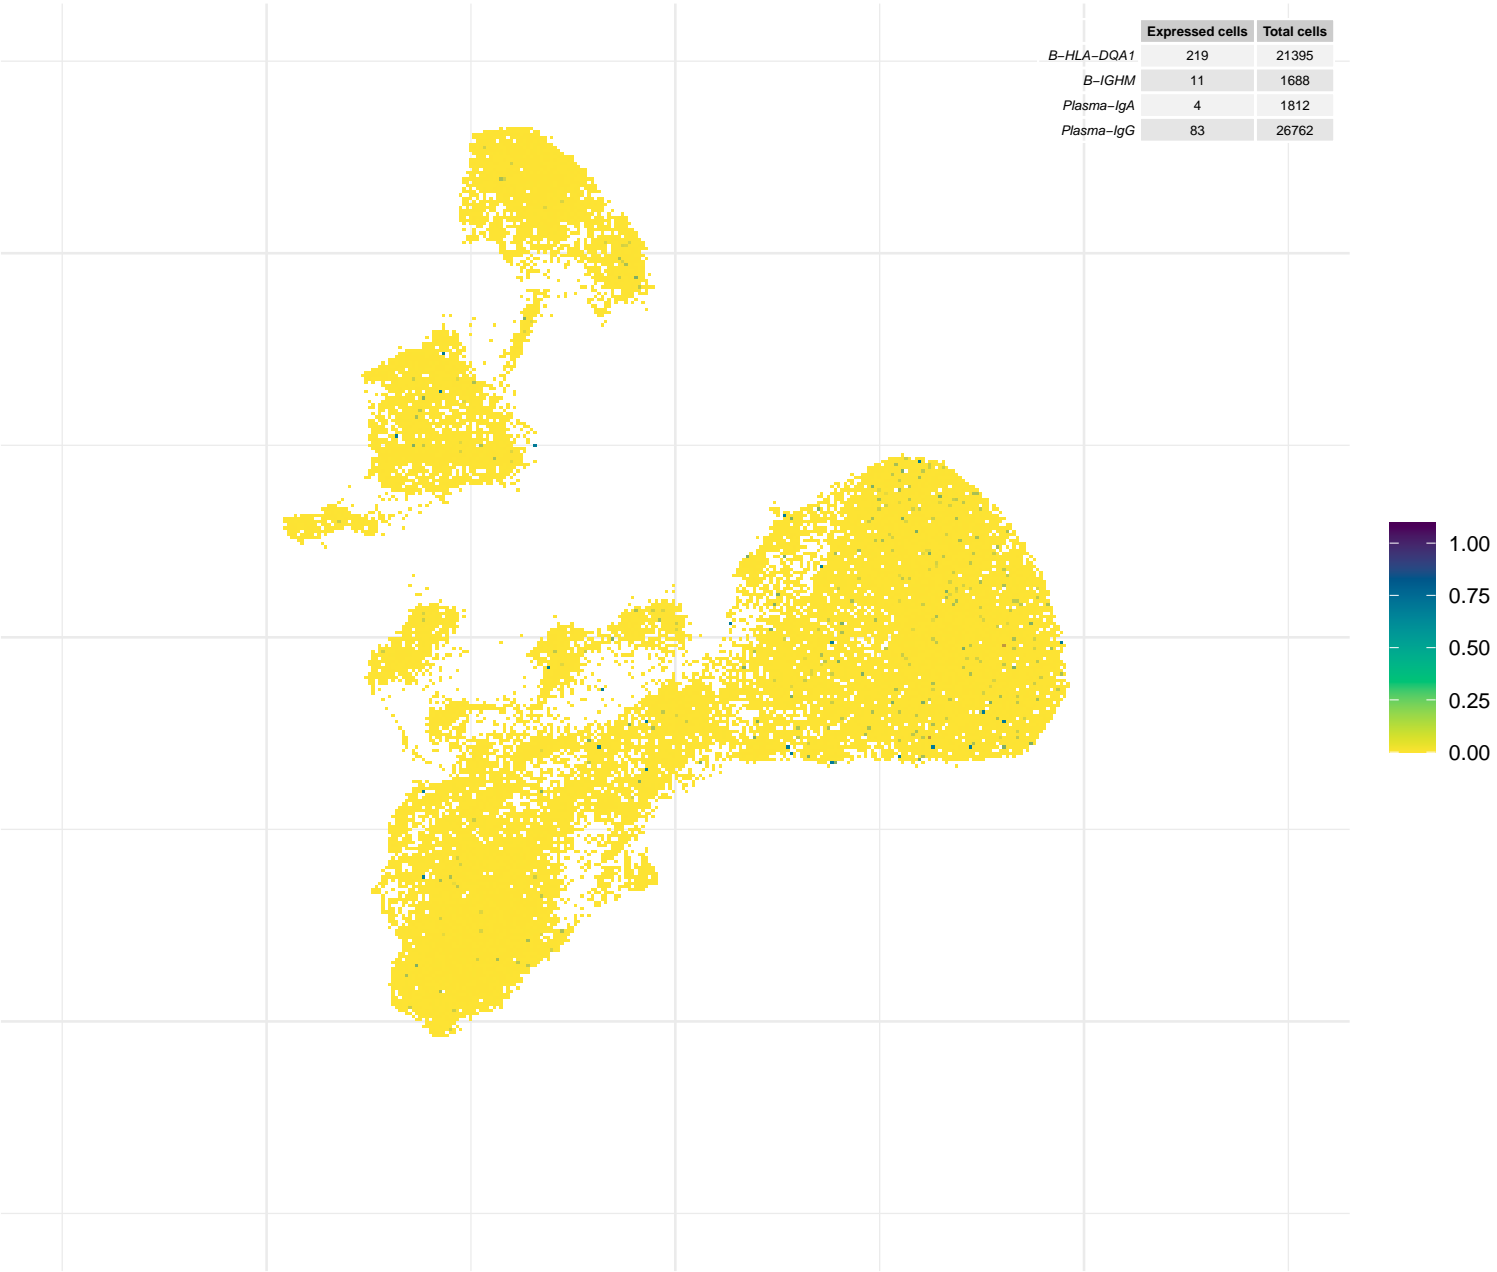 Expressed cells Total cells
B−HLA−DQA1 219 21395
B−IGHM 11 1688
Plasma−IgA 4 1812
Plasma−IgG 83 26762
1.00
0.75
0.50
0.25
0.00